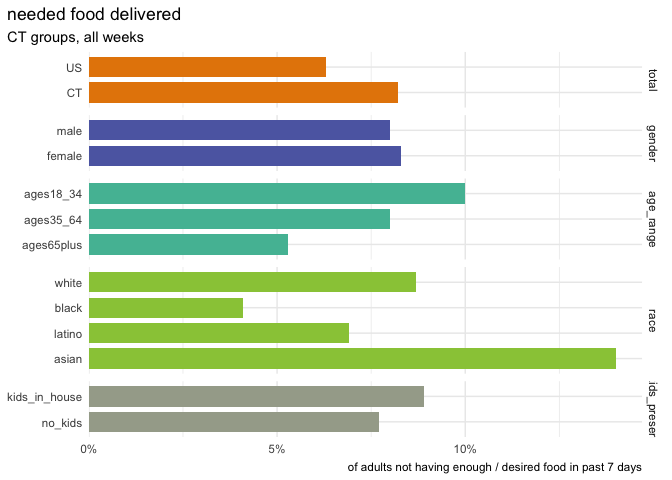 needed food delivered
CT groups, all weeks
US
CT
total
male
female
gender
ages18_34
ages35_64
ages65plus
age_range
white
black
latino
asian
race
kids_in_house
no_kids
ids_preser
0%
5%
10%
of adults not having enough / desired food in past 7 days